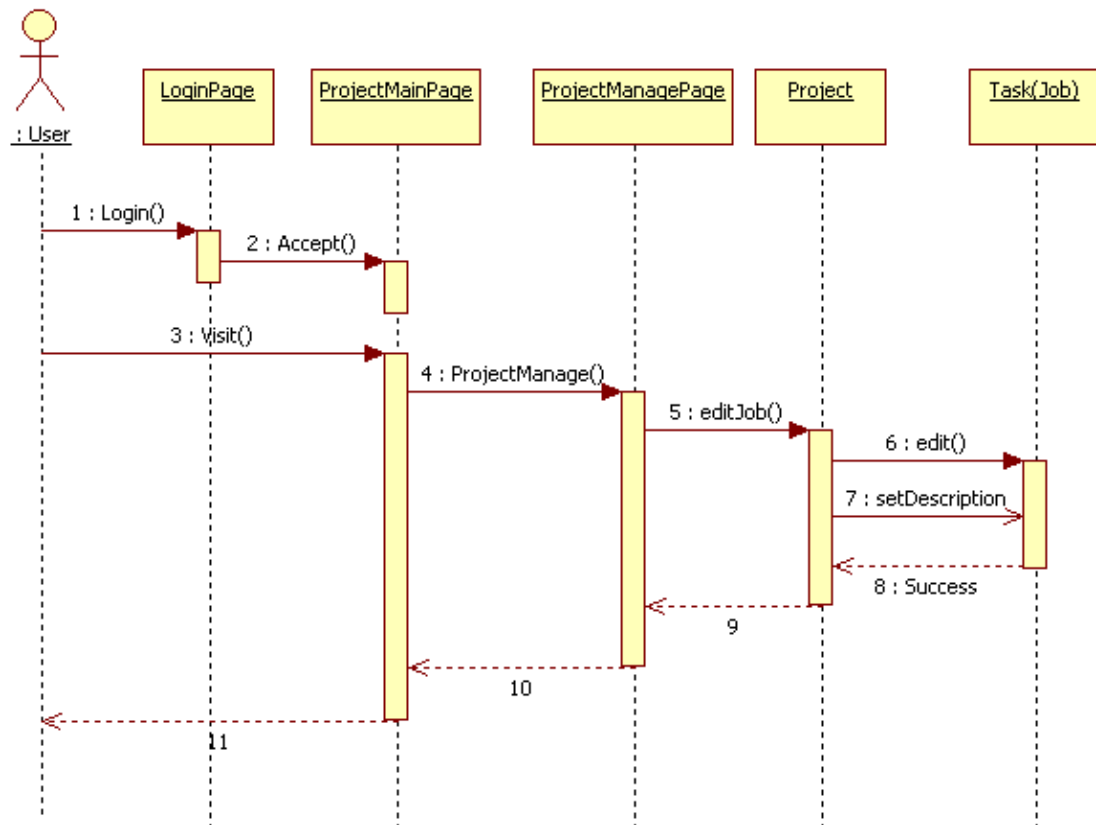 : User
LoginPage
ProjectMainPage
ProjectManagePage
Project
Task(Job)
1 : Login()
2 : Accept()
3 : Visit()
4 : ProjectManage()
5 : editJob()
6 : edit()
7 : setDescription
8 : Success
9
10
11